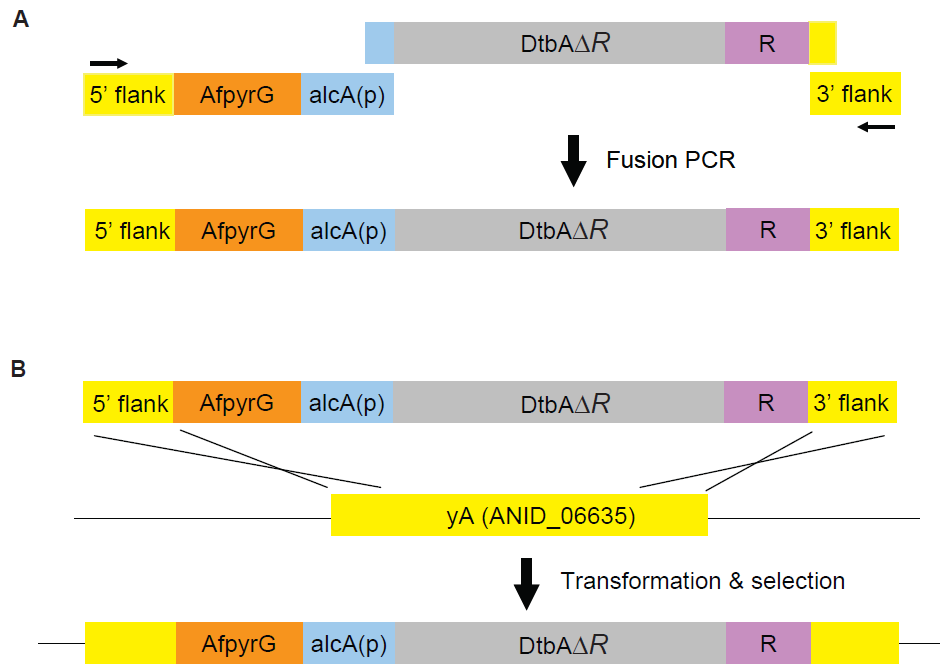 A
DtbAΔR R
5’ flank AfpyrG alcA(p) 3’ flank
Fusion PCR
5’ flank AfpyrG alcA(p) DtbAΔR R 3’ flank
B
5’ flank AfpyrG alcA(p) DtbAΔR R 3’ flank
yA (ANID_06635)
Transformation & selection
AfpyrG alcA(p) DtbAΔR R